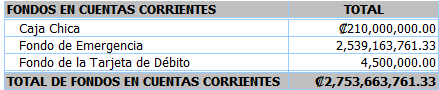 FONDOS EN CUENTAS CORRIENTES TOTAL
Caja Chica ₡210,000,000.00
Fondo de Emergencia 2,539,163,761.33
Fondo de la Tarjeta de Débito 4,500,000.00
TOTAL DE FONDOS EN CUENTAS CORRIENTES ₡2,753,663,761.33